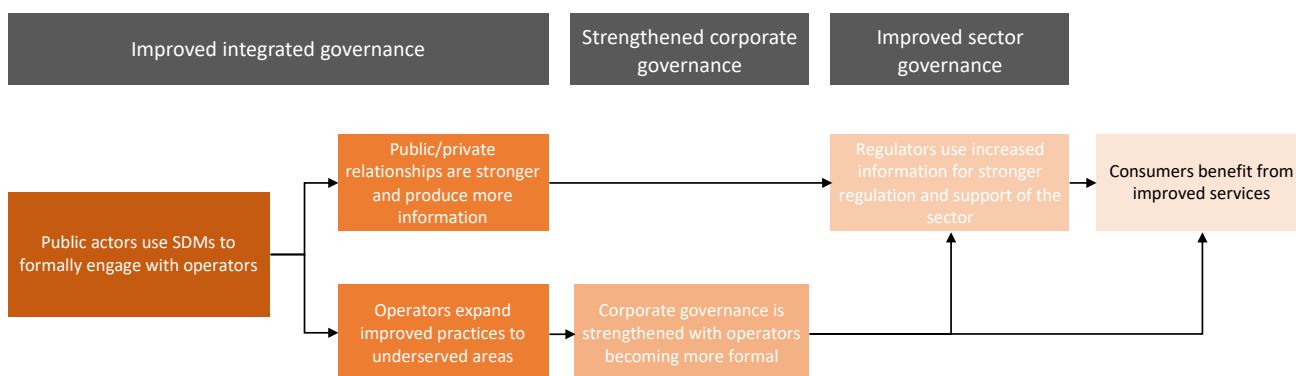 Improved integrated governance
Strengthened corporate
governance
Improved sector
governance
Public/private
relationships are stronger
and produce more
information
Regulators use increased
information for stronger
regulation and support of the
sector
Consumers benefit from
improved services
Public actors use SDMs to
formally engage with operators
Operators expand
improved practices to
underserved areas
Corporate governance is
strengthened with operators
becoming more formal